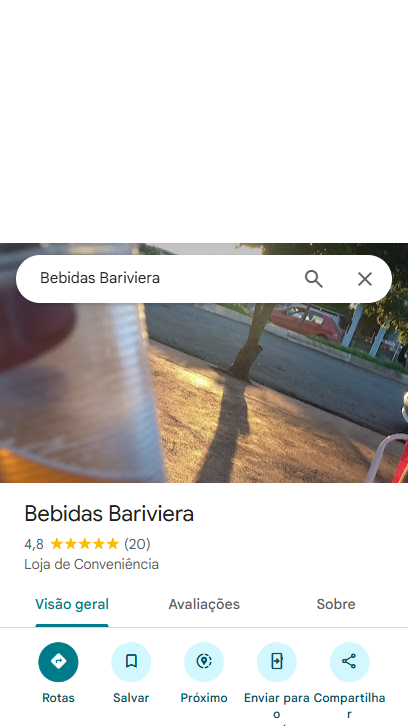 Bebidas Bariviera
Bebidas Bariviera
4,8 (20)
Loja de Conveniência
Visão geral Avaliações Sobre
Rotas Salvar Próximo Enviar para o Compartilhar